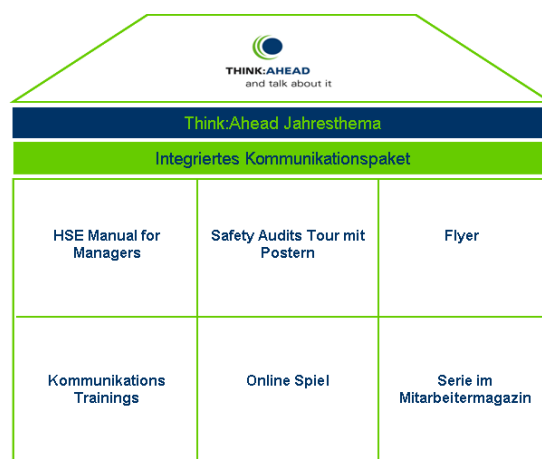 THINK:AHEAD
and talk about it
Think:Ahead Jahresthema
Integriertes Kommunikationspaket
HSE Manual for
Managers
Safety Audits Tour mit
Postern
Flyer
Kommunikations
Trainings
Online Spiel
Serie im
Mitarbeitermagazin